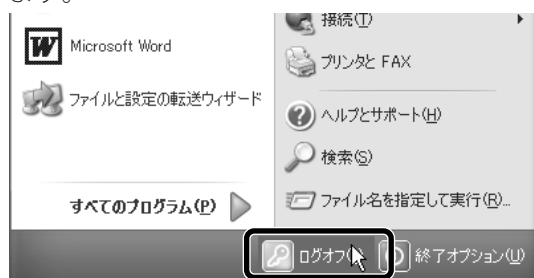 ます。
Microsoft Word
ファイルと設定の転送ウィザード
すべてのプログラム(P)
接続(T)
プリンタと FAX
ヘルプとサポート(H)
検索(S)
ファイル名を指定して実行(R)...
ログオフ(
終了オプション(U)